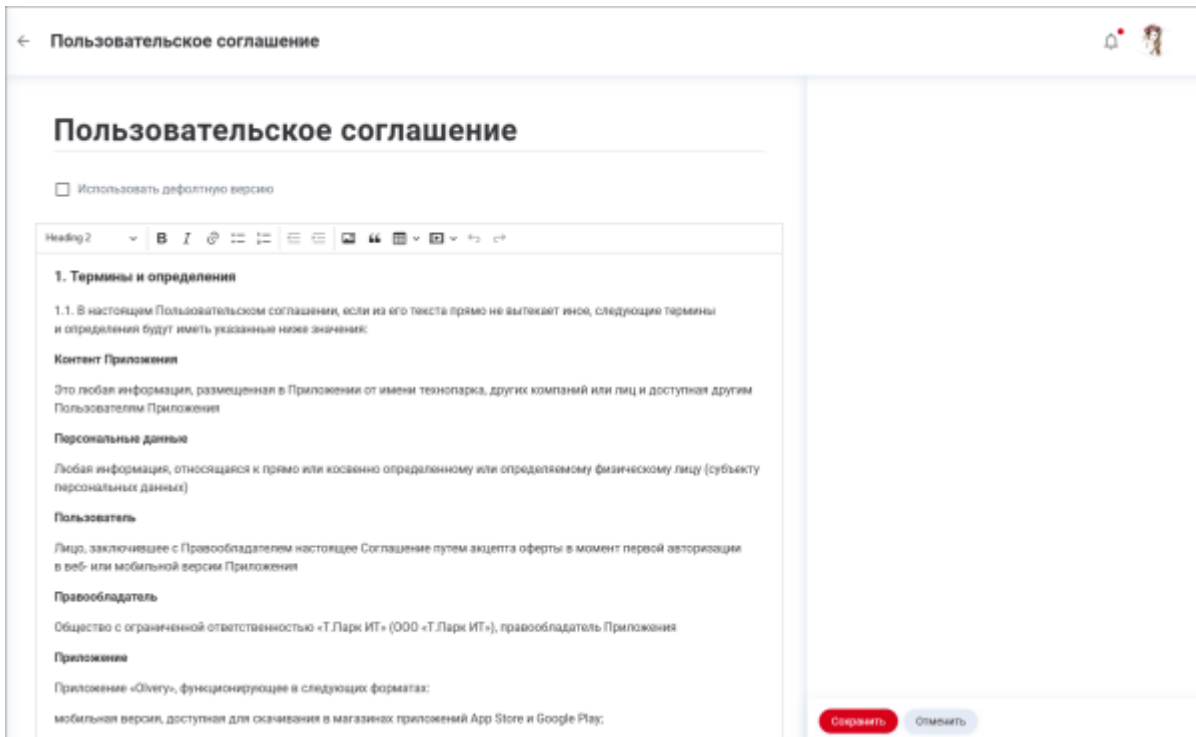 Пользовательское соглашение
Пользовательское соглашение
Использовать дефолтную версию
Heading 2
1. Термины и определения
1.1. В настоящем Пользовательском соглашении, если из его текста прямо не вытекает иное, следующие термины
и определения будут иметь указанные ниже значения:
Контент Приложения
Это любая информация, размещенная в Приложении от имени технопарка, других компаний или лиц и доступная другим
Пользователям Приложения
Персональные данные
Любая информация, относящаяся к прямо или косвенно определенному или определяемому физическому лицу (субъекту
персональных данных)
Пользователь
Лицо, заключившее с Правообладателем настоящее Соглашение путем акцепта оферты в момент первой авторизации
в веб- или мобильной версии Приложения
Правообладатель
Общество с ограниченной ответственностью «Т.Парк ИТ» (ООО «Т.Парк ИТ»), правообладатель Приложения
Приложение
Приложение «Olvery», функционирующее в следующих форматах:
мобильная версия, доступная для скачивания в магазинах приложений App Store и Google Play;
Сохранить
Отменить